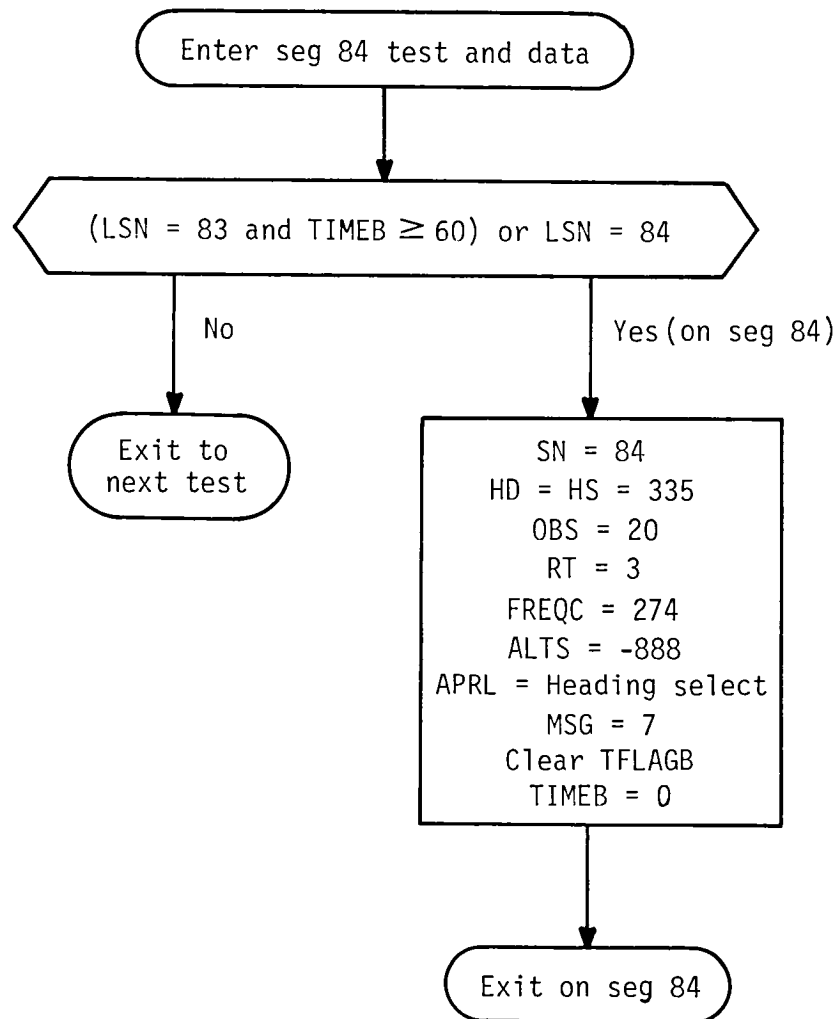 Enter seg 84 test and data
(LSN = 83 and TIMEB ≥ 60) or LSN = 84
No
Yes (on seg 84)
Exit to
next test
SN = 84
HD = HS = 335
OBS = 20
RT = 3
FREQC = 274
ALTS = -888
APRL = Heading select
MSG = 7
Clear TFLAGB
TIMEB = 0
Exit on seg 84